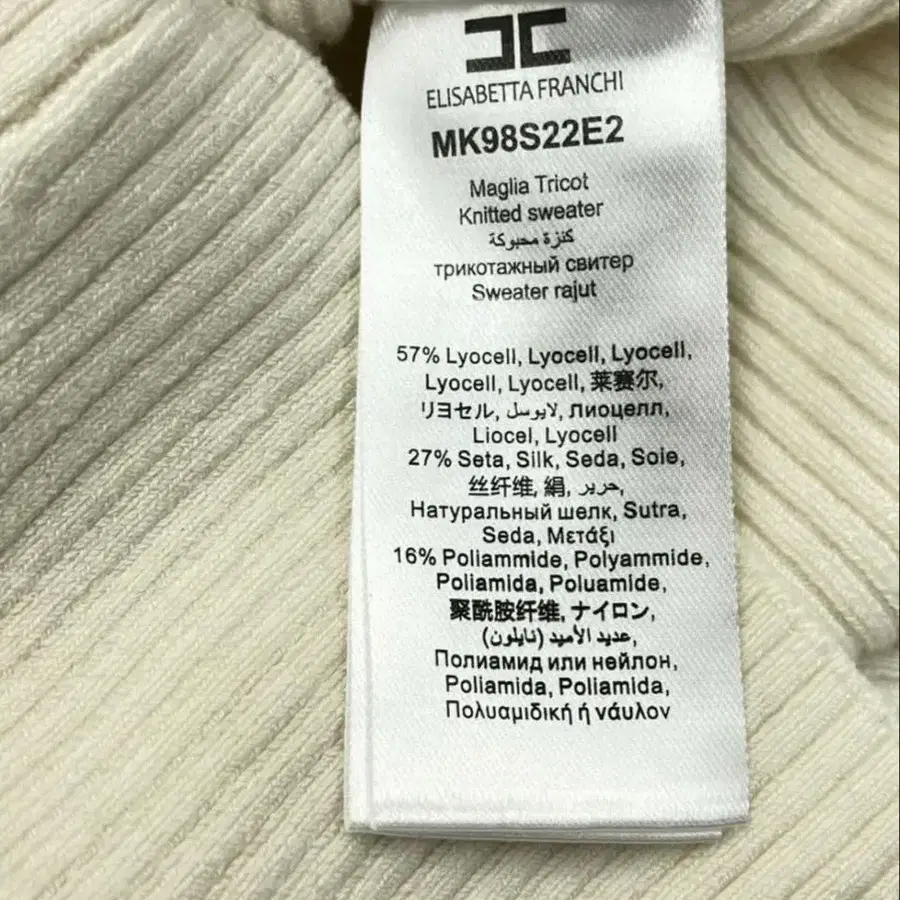 ELISABETTA FRANCHI
MK98S22E2
Maglia Tricot
Knitted sweater
كنزة محبوكة
трикотажный свитер
Sweater rajut
57% Lyocell, Lyocell, Lyocell,
Lyocell, Lyocell, 莱赛尔,
リヨセル, لايوسل, лиоцелл,
Liocel, Lyocell
27% Seta, Silk, Seda, Soie,
丝纤维, 絹, حرير,
Натуральный шелк, Sutra,
Seda, Μετάξι
16% Poliammide, Polyammide,
Poliamida, Poluamide,
聚酰胺纤维, ナイロン,
عديد الأميد (نايلون),
Полиамид или нейлон,
Poliamida, Poliamida,
Πολυαμιδική ή νάυλον